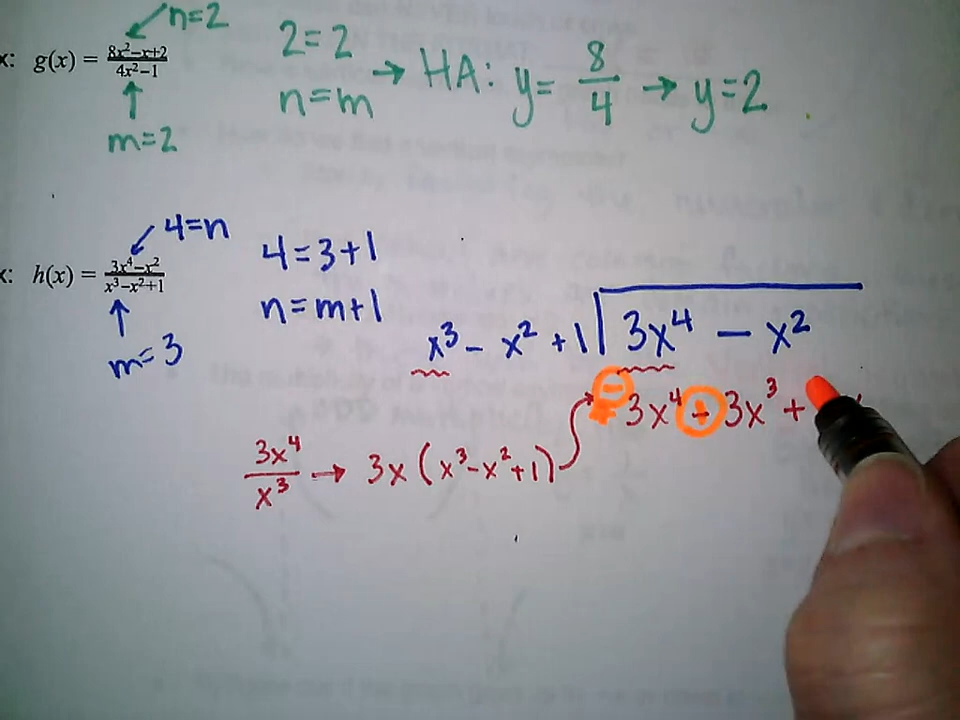 n=2
x: g(x) = 8x²-x+2 / 4x²-1
m=2
2=2
n=m
→ HA: y= 8/4 → y=2
4=n
x: h(x) = 3x⁴-x² / x³-x²+1
m=3
4=3+1
n=m+1
x³ - x² + 1 3x⁴ - x²
- 3x⁴ + 3x³ +
3x⁴/x³ → 3x(x³-x²+1)